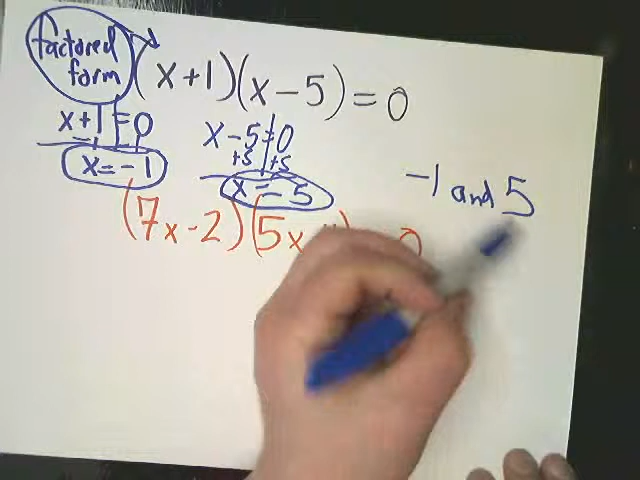 factored form
(x+1)(x-5)=0
x+1=0
-1 -1
x=-1
x-5=0
+5 +5
x=5
-1 and 5
(7x-2)(5x